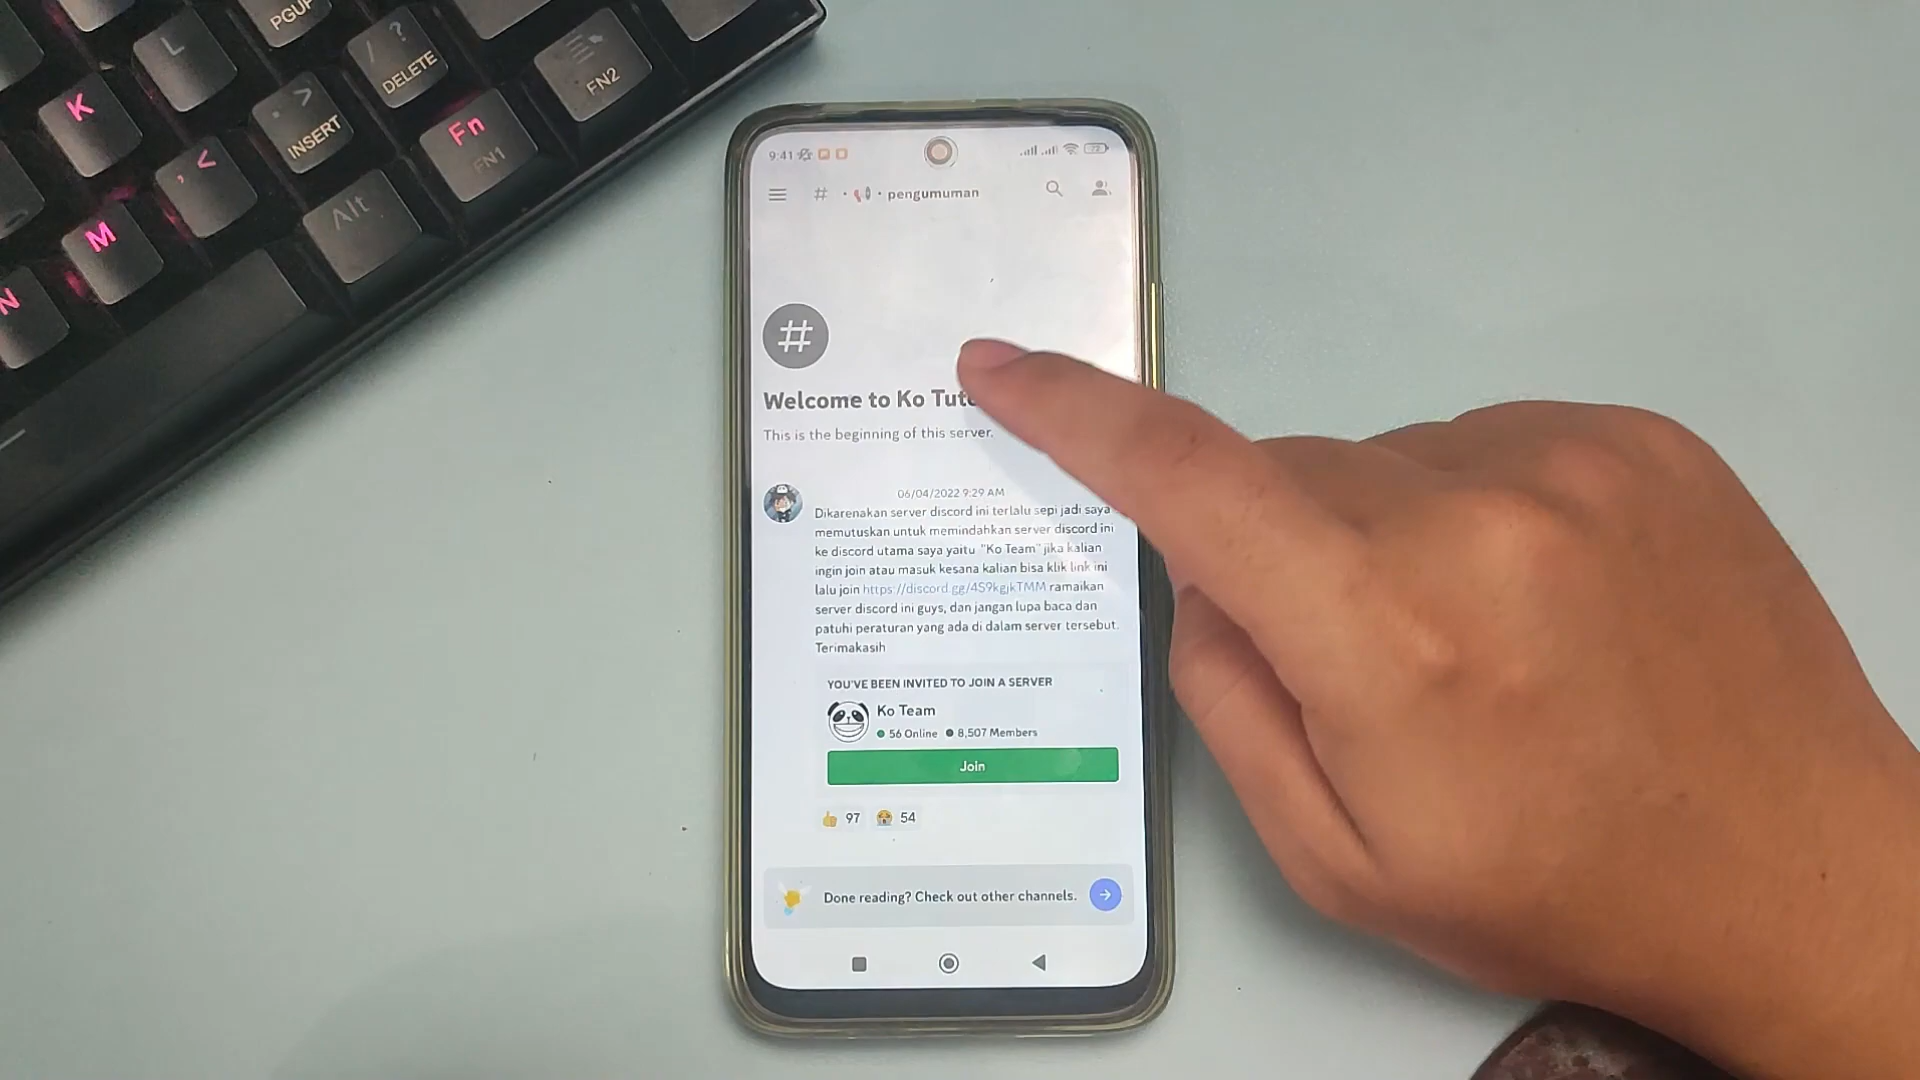 PGUP
L
/ ?
DELETE
FN2
K
. >
INSERT
Fn
FN1
, <
M
Alt
N
9:41
72
# · · pengumuman
#
Welcome to Ko
This is the beginning of this server.
06/04/2022 9:29 AM
Dikarenakan server discord ini terlalu sepi jadi saya
memutuskan untuk memindahkan server discord ini
ke discord utama saya yaitu "Ko Team" jika kalian
ingin join atau masuk kesana kalian bisa klik link ini
lalu join https://discord.gg/4S9kgjkTMM ramaikan
server discord ini guys, dan jangan lupa baca dan
patuhi peraturan yang ada di dalam server tersebut.
Terimakasih
YOU'VE BEEN INVITED TO JOIN A SERVER
Ko Team
56 Online 8,507 Members
Join
97 54
Done reading? Check out other channels.